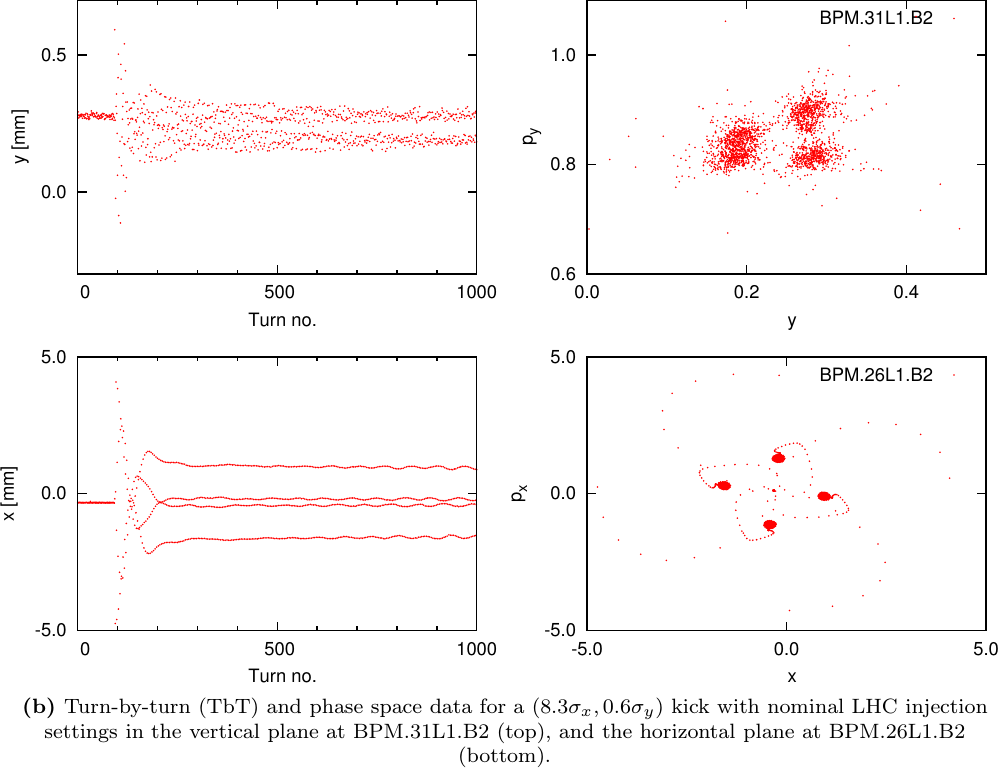 0.5
0.0
y [mm]
0
500
1000
Turn no.
BPM.31L1.B2
1.0
0.8
0.6
p_y
0.0
0.2
0.4
y
5.0
0.0
-5.0
x [mm]
0
500
1000
Turn no.
BPM.26L1.B2
5.0
0.0
-5.0
p_x
-5.0
0.0
5.0
x
(b) Turn-by-turn (TbT) and phase space data for a (8.3σ_x, 0.6σ_y) kick with nominal LHC injection
settings in the vertical plane at BPM.31L1.B2 (top), and the horizontal plane at BPM.26L1.B2
(bottom).